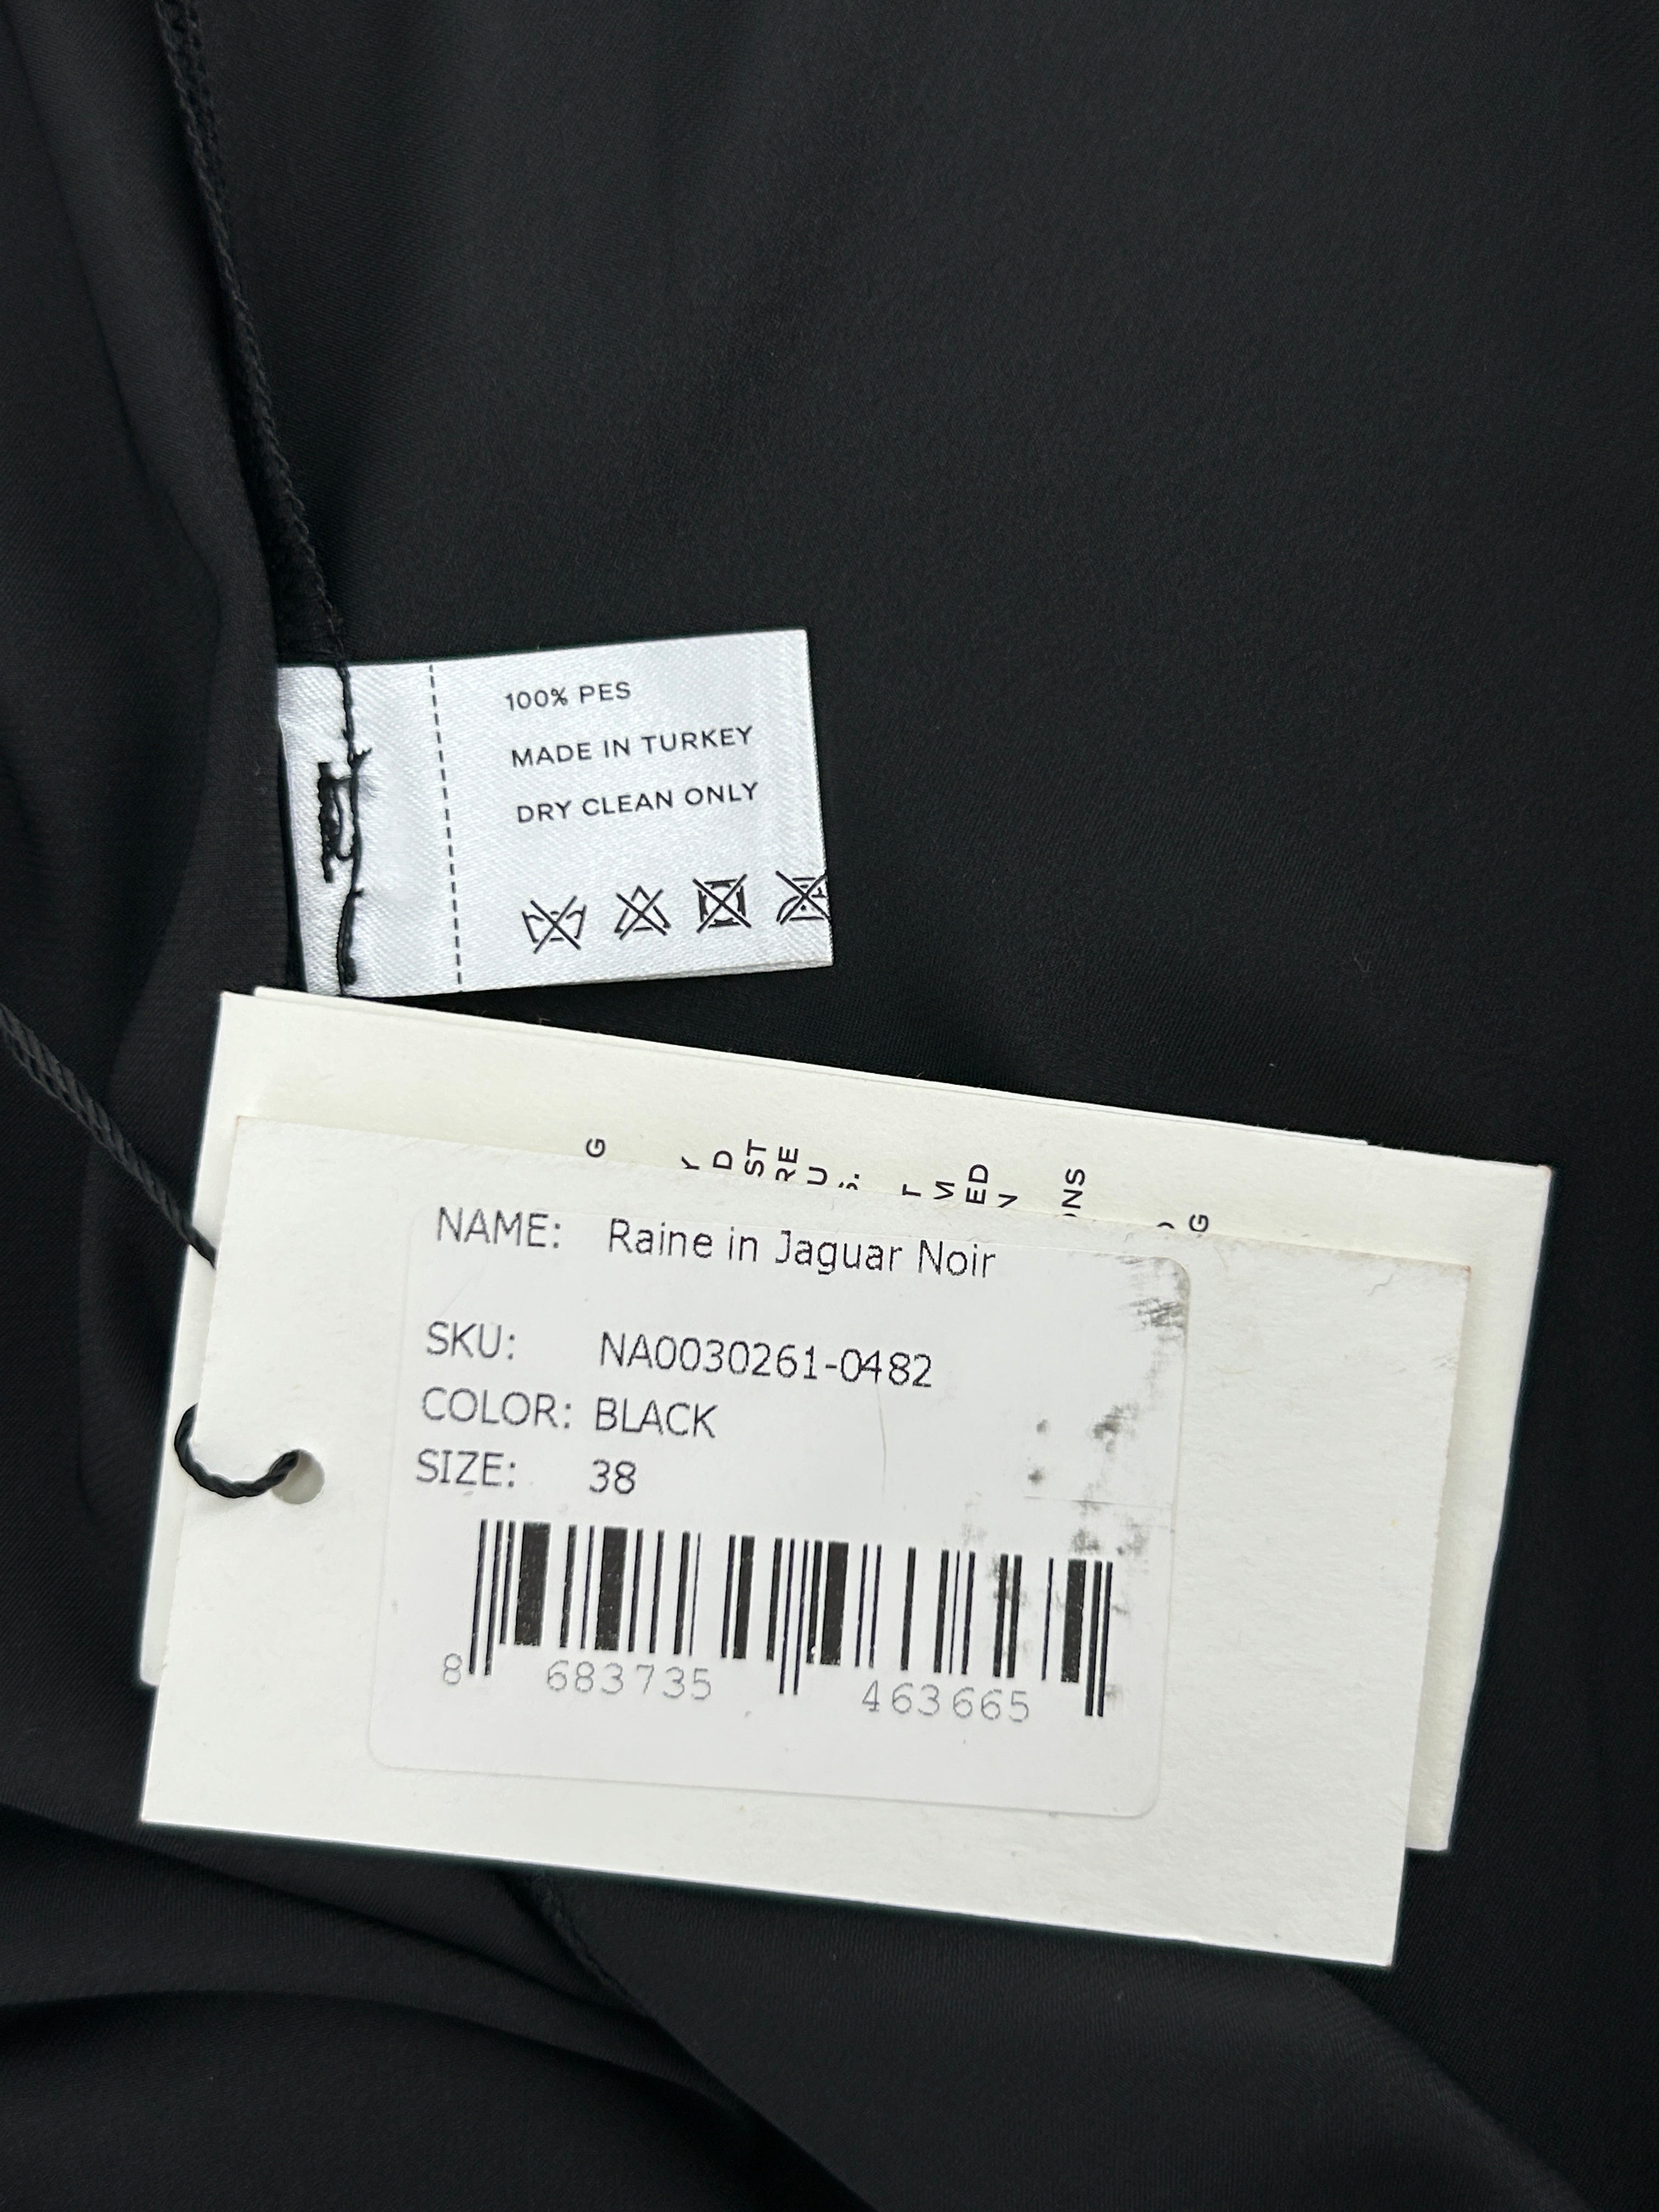 100% PES
MADE IN TURKEY
DRY CLEAN ONLY
NAME: Raine in Jaguar Noir
SKU: NA0030261-0482
COLOR: BLACK
SIZE: 38
8 683735 463665